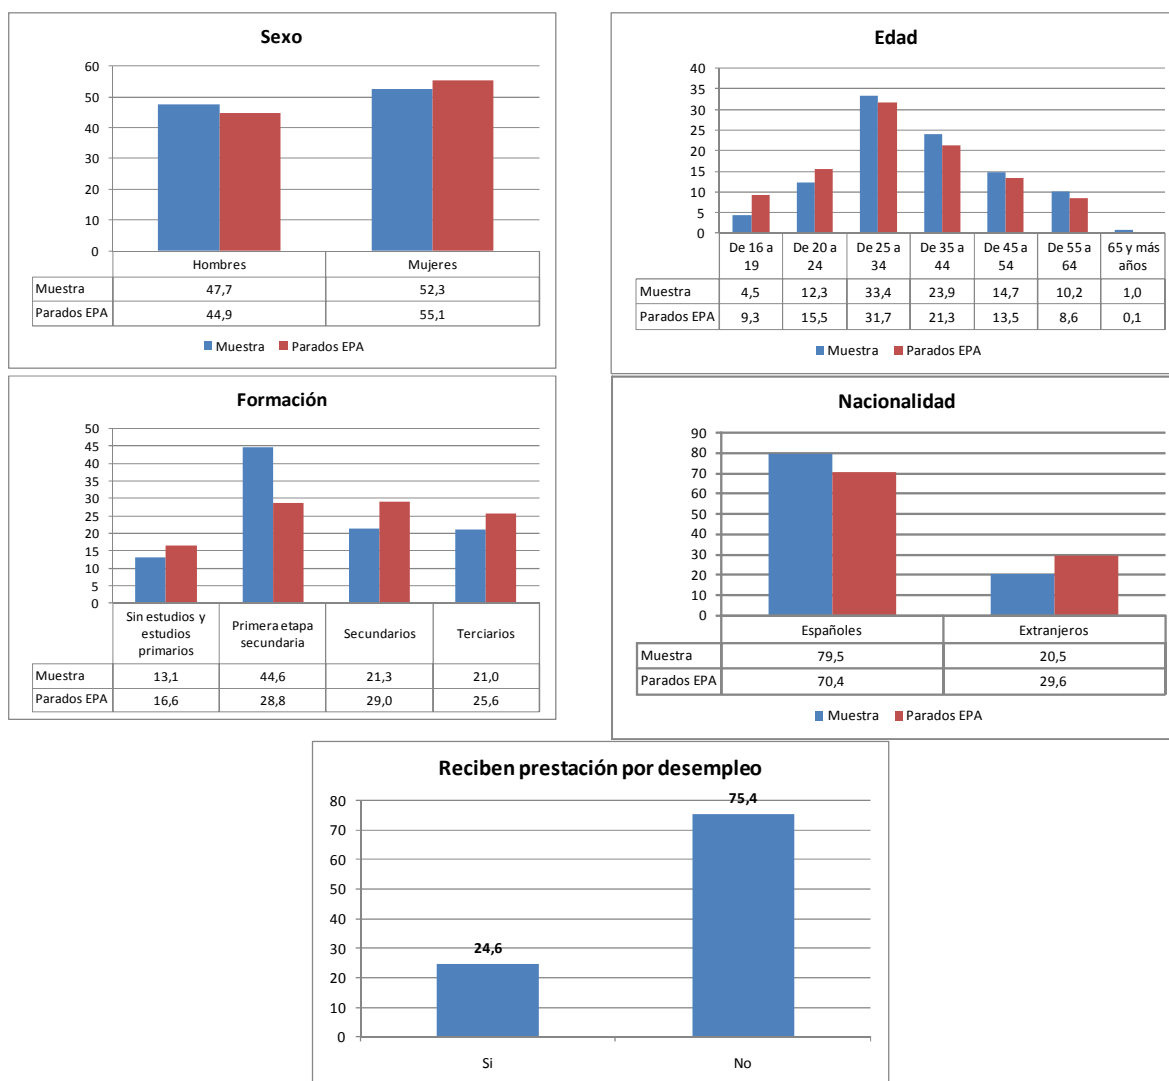 Sexo
60
50
40
30
20
10
0
Hombres Mujeres
Muestra 47,7 52,3
Parados EPA 44,9 55,1
Muestra Parados EPA
Edad
40
35
30
25
20
15
10
5
0
De 16 a De 20 a De 25 a De 35 a De 45 a De 55 a 65 y más
19 24 34 44 54 64 años
Muestra 4,5 12,3 33,4 23,9 14,7 10,2 1,0
Parados EPA 9,3 15,5 31,7 21,3 13,5 8,6 0,1
Muestra Parados EPA
Formación
50
45
40
35
30
25
20
15
10
5
0
Sin estudios y
estudios
primarios
Primera etapa
secundaria
Secundarios
Terciarios
Muestra 13,1 44,6 21,3 21,0
Parados EPA 16,6 28,8 29,0 25,6
Nacionalidad
90
80
70
60
50
40
30
20
10
0
Españoles Extranjeros
Muestra 79,5 20,5
Parados EPA 70,4 29,6
Muestra Parados EPA
Reciben prestación por desempleo
80
70
60
50
40
30
20
10
0
24,6
75,4
Si No